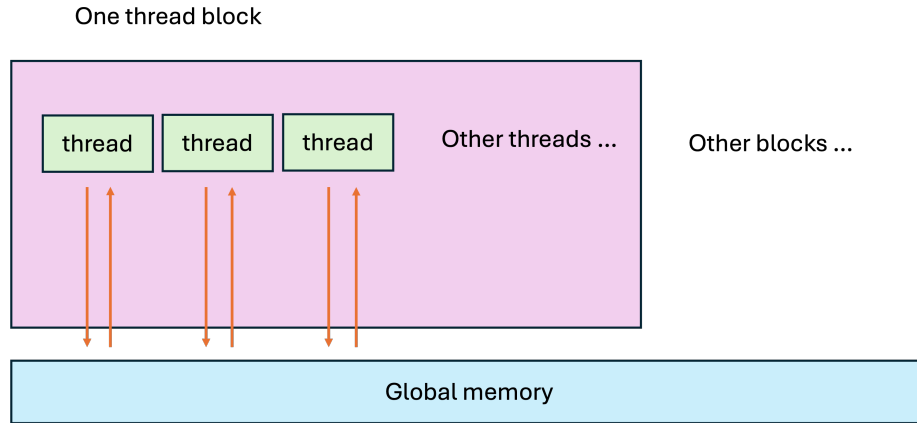 One thread block
thread
thread
thread
Other threads ...
Other blocks ...
Global memory